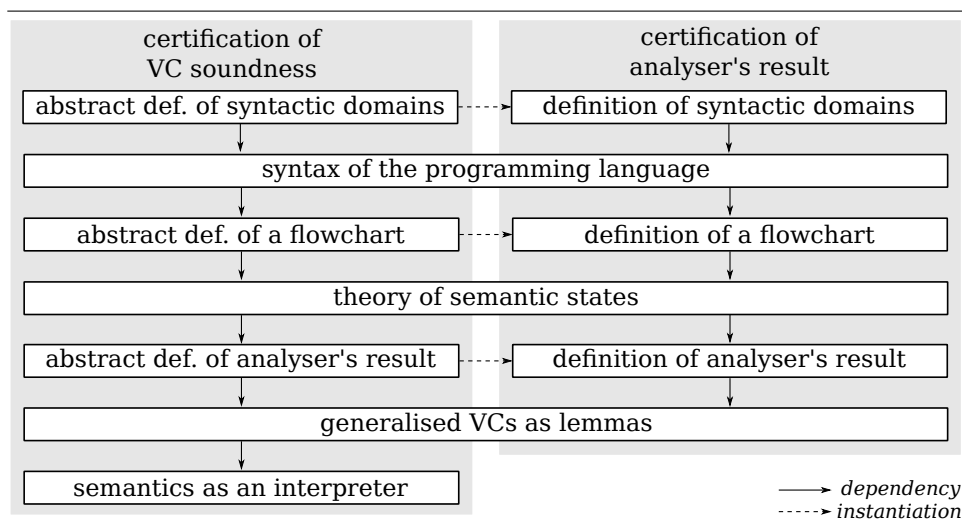 certification of
VC soundness
certification of
analyser's result
abstract def. of syntactic domains
definition of syntactic domains
syntax of the programming language
abstract def. of a flowchart
definition of a flowchart
theory of semantic states
abstract def. of analyser's result
definition of analyser's result
generalised VCs as lemmas
semantics as an interpreter
dependency
instantiation